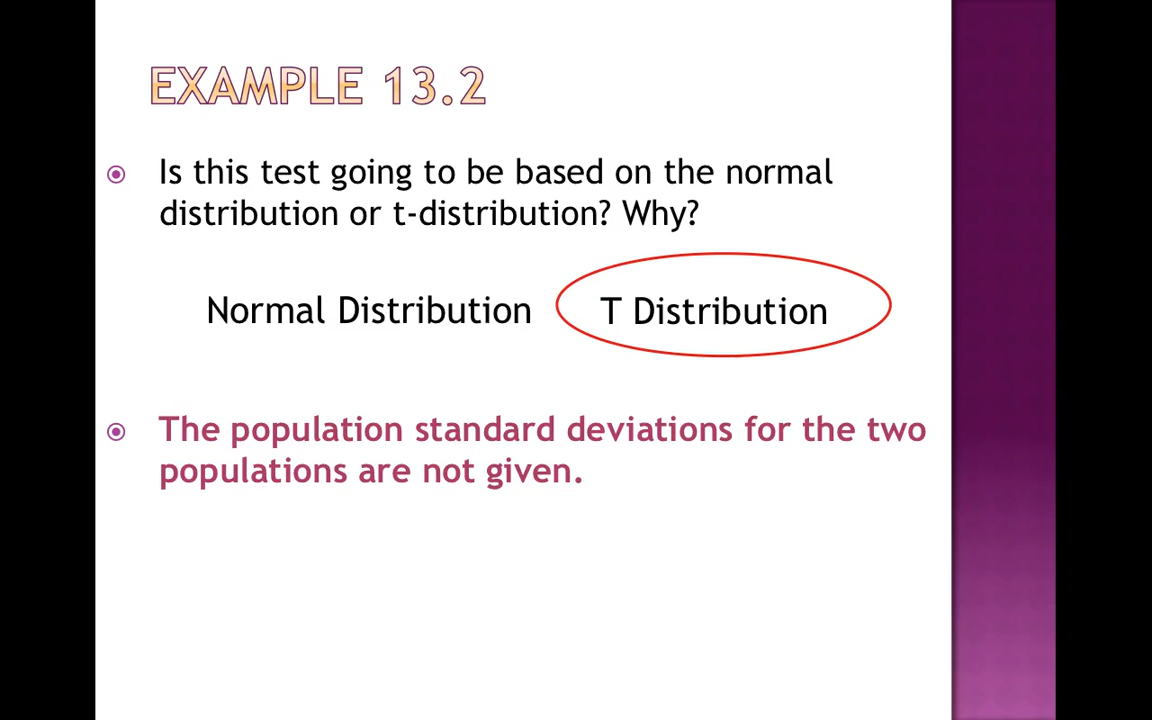 EXAMPLE 13.2
Is this test going to be based on the normal
distribution or t-distribution? Why?
Normal Distribution T Distribution
The population standard deviations for the two
populations are not given.